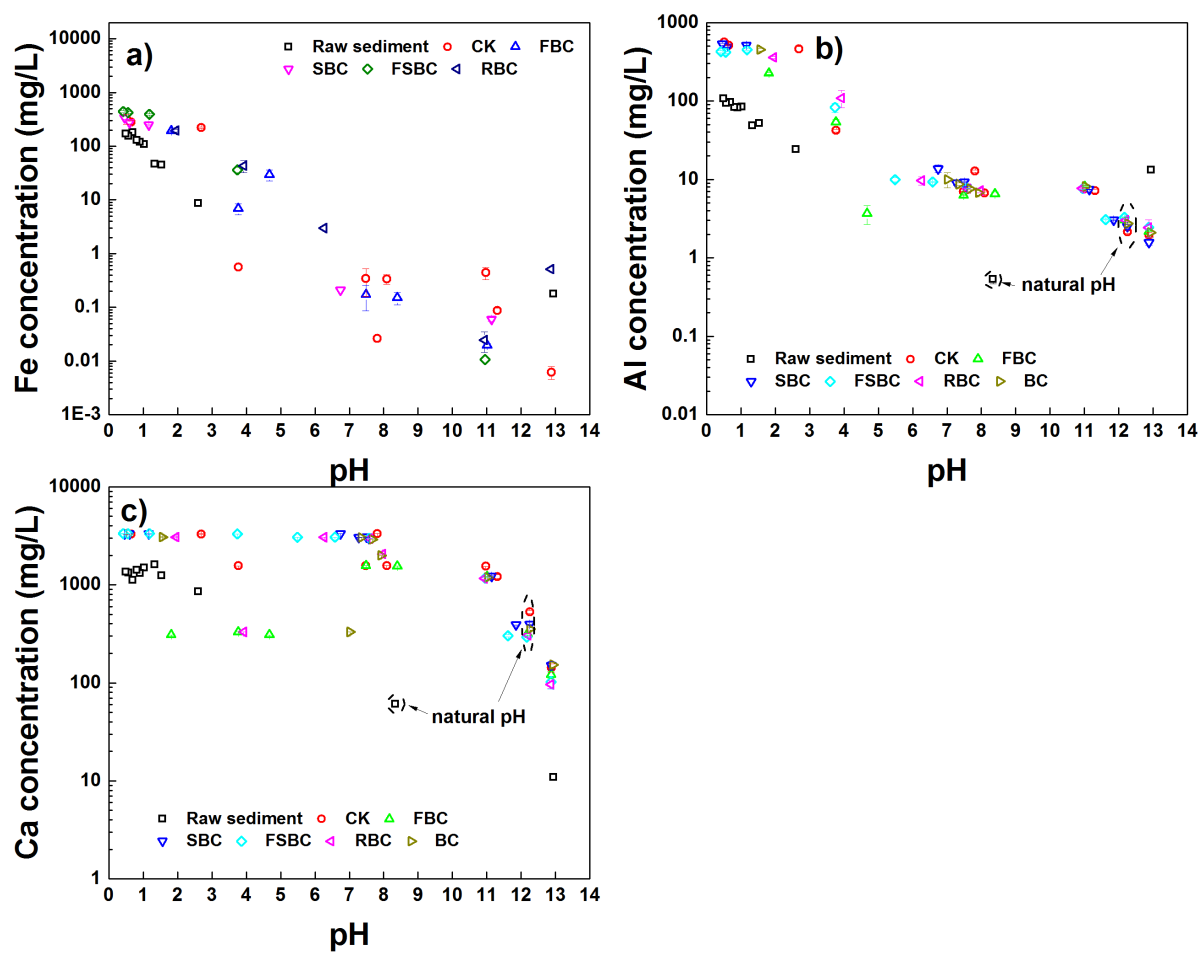 a)
Raw sediment CK FBC
SBC FSBC RBC
10000
1000
100
10
1
0.1
0.01
1E-3
0 1 2 3 4 5 6 7 8 9 10 11 12 13 14
pH
Fe concentration (mg/L)
b)
1000
100
10
1
0.1
0.01
natural pH
Raw sediment CK FBC
SBC FSBC RBC BC
0 1 2 3 4 5 6 7 8 9 10 11 12 13 14
pH
Al concentration (mg/L)
c)
10000
1000
100
10
1
natural pH
Raw sediment CK FBC
SBC FSBC RBC BC
0 1 2 3 4 5 6 7 8 9 10 11 12 13 14
pH
Ca concentration (mg/L)